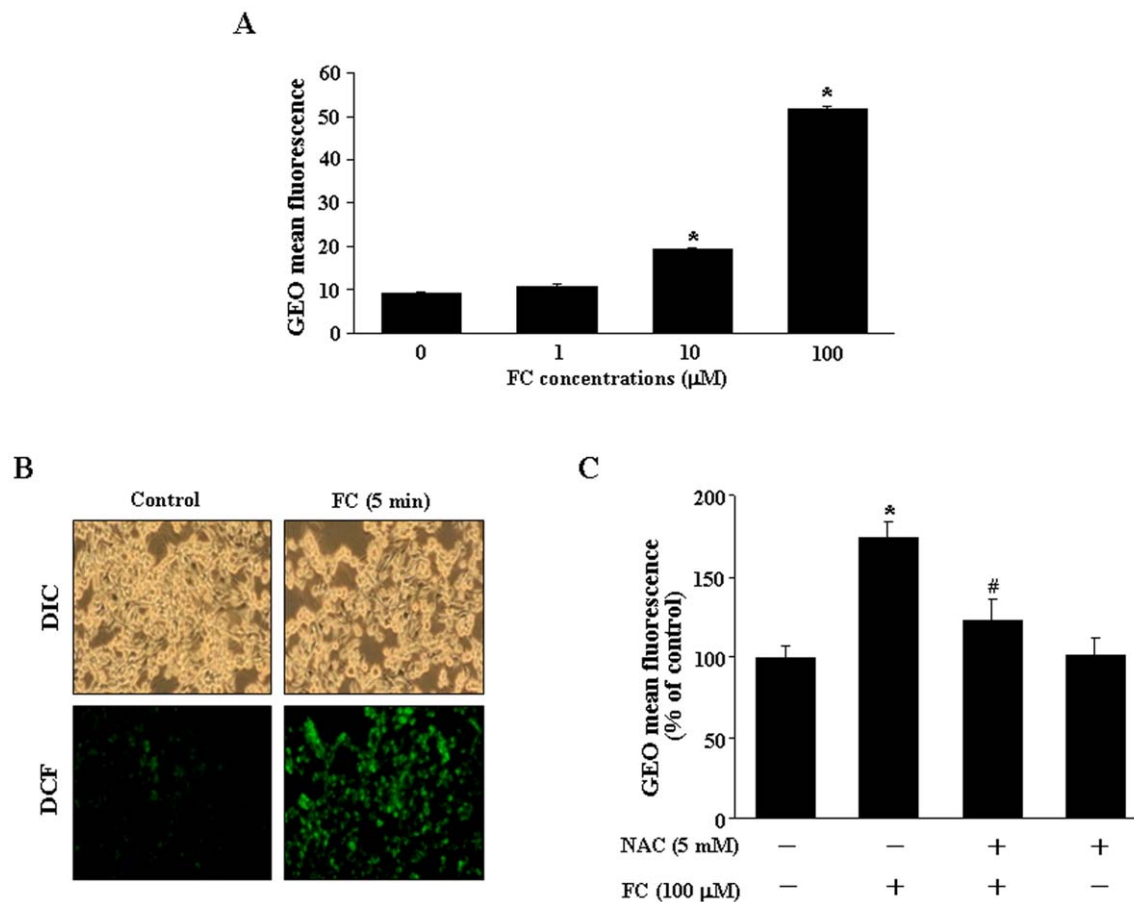 A
GEO mean fluorescence
60
50
40
30
20
10
0
*
*
0 1 10 100
FC concentrations (μM)
B
Control FC (5 min)
DIC
DCF
C
GEO mean fluorescence
(% of control)
200
150
100
50
0
*
#
NAC (5 mM) − − + +
FC (100 μM) − + + −